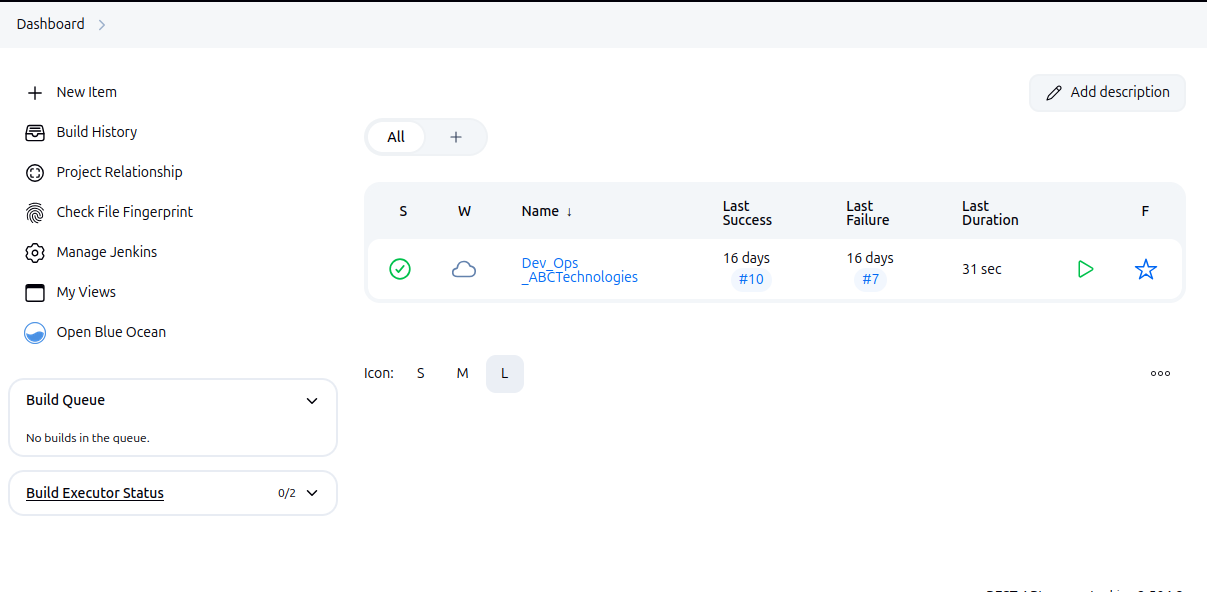 Dashboard
New Item
Build History
Project Relationship
Check File Fingerprint
Manage Jenkins
My Views
Open Blue Ocean
Build Queue
No builds in the queue.
Build Executor Status 0/2
Add description
All +
S W Name ↓ Last Success Last Failure Last Duration F
Dev_Ops
_ABCTechnologies
16 days
#10
16 days
#7
31 sec
Icon: S M L